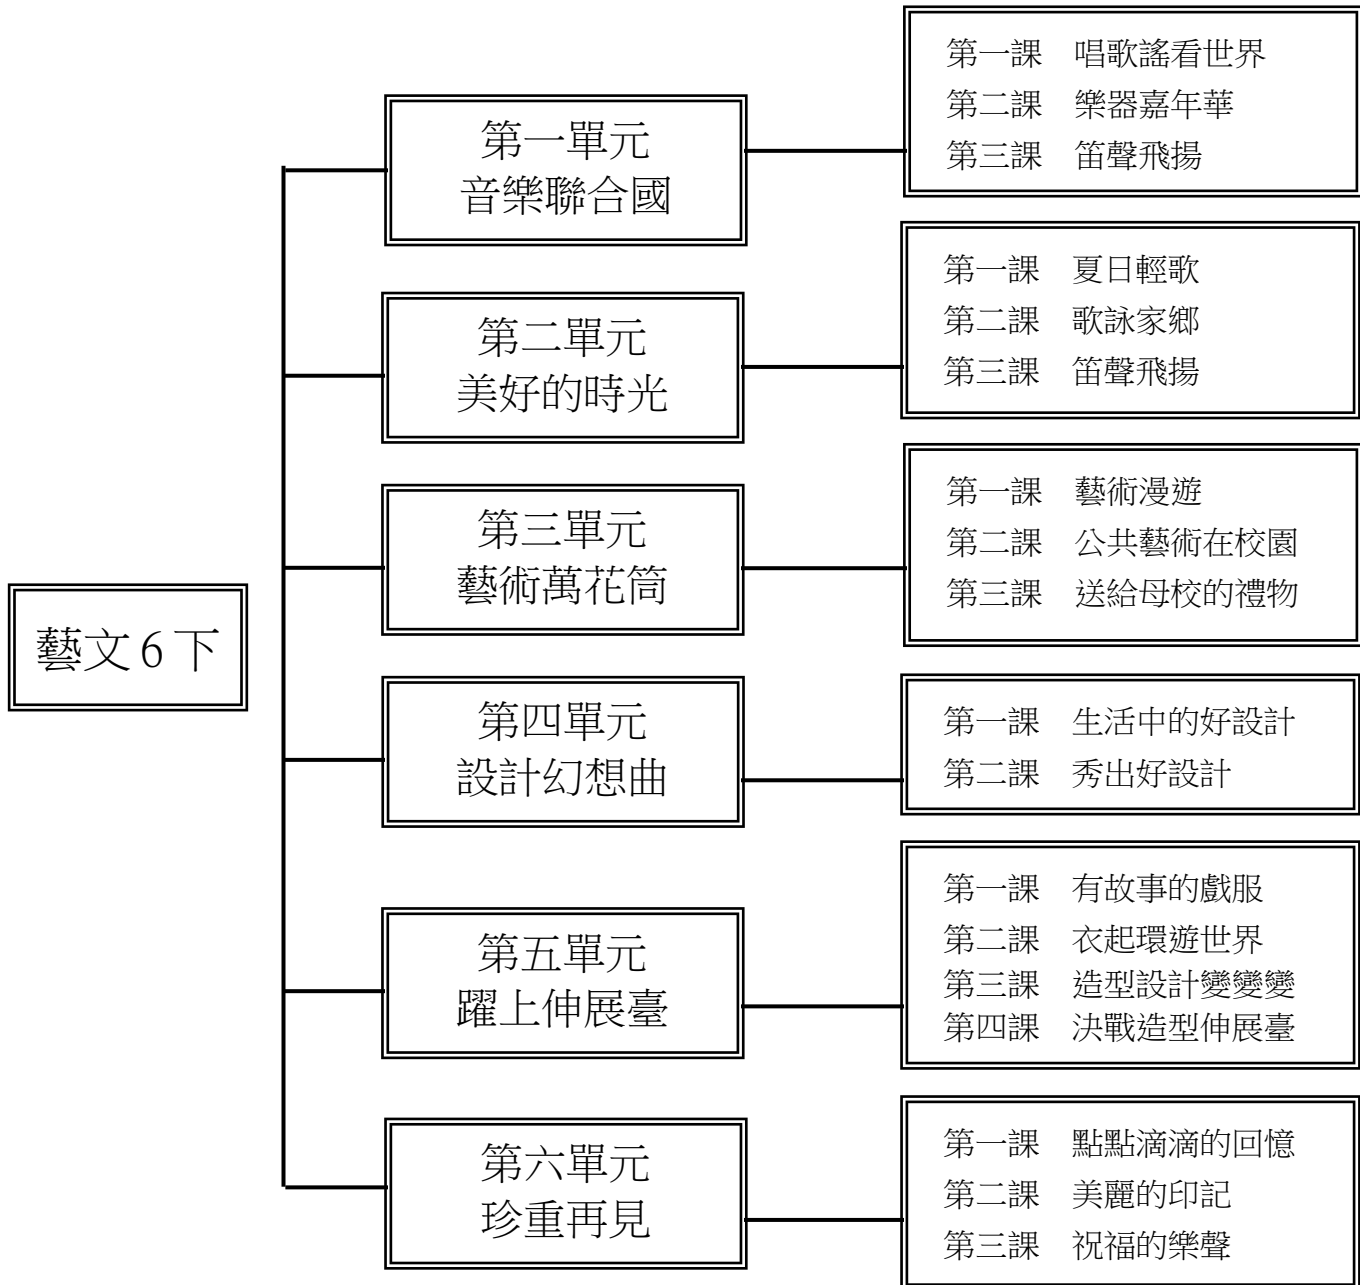 藝文6下
第一單元
音樂聯合國
第一課　唱歌謠看世界
第二課　樂器嘉年華
第三課　笛聲飛揚
第二單元
美好的時光
第一課　夏日輕歌
第二課　歌詠家鄉
第三課　笛聲飛揚
第三單元
藝術萬花筒
第一課　藝術漫遊
第二課　公共藝術在校園
第三課　送給母校的禮物
第四單元
設計幻想曲
第一課　生活中的好設計
第二課　秀出好設計
第五單元
躍上伸展臺
第一課　有故事的戲服
第二課　衣起環遊世界
第三課　造型設計變變變
第四課　決戰造型伸展臺
第六單元
珍重再見
第一課　點點滴滴的回憶
第二課　美麗的印記
第三課　祝福的樂聲